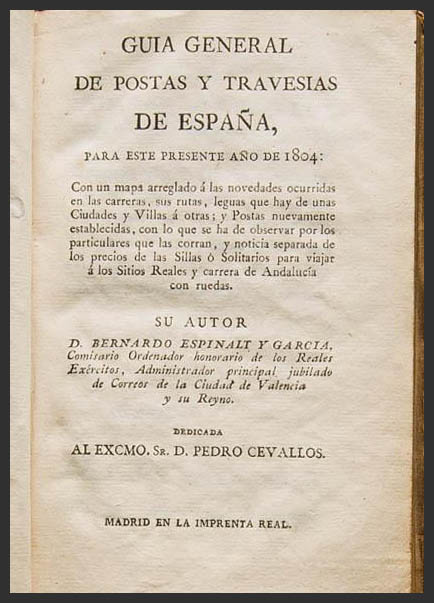 GUIA GENERAL
DE POSTAS Y TRAVESIAS
DE ESPAÑA,
PARA ESTE PRESENTE AÑO DE 1804:
Con un mapa arreglado á las novedades ocurridas
en las carreras, sus rutas, leguas que hay de unas
Ciudades y Villas á otras; y Postas nuevamente
establecidas, con lo que se ha de observar por los
particulares que las corran, y noticia separada de
los precios de las Sillas ó Solitarios para viajar
á los Sitios Reales y carrera de Andalucía
con ruedas.
SU AUTOR
D. BERNARDO ESPINALT Y GARCIA,
Comisario Ordenador honorario de los Reales
Exércitos, Administrador principal jubilado
de Correos de la Ciudad de Valencia
y su Reyno.
DEDICADA
AL EXCMO. SR. D. PEDRO CEVALLOS.
MADRID EN LA IMPRENTA REAL.